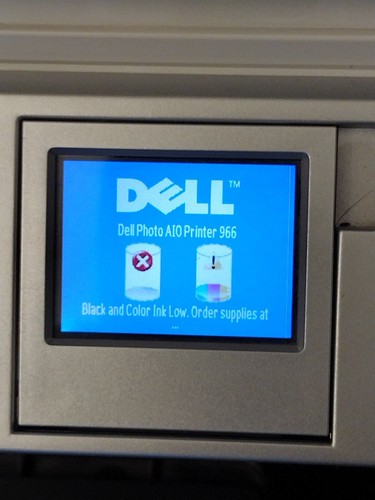 DELL™
Dell Photo AIO Printer 966
!
Black and Color Ink Low. Order supplies at
...